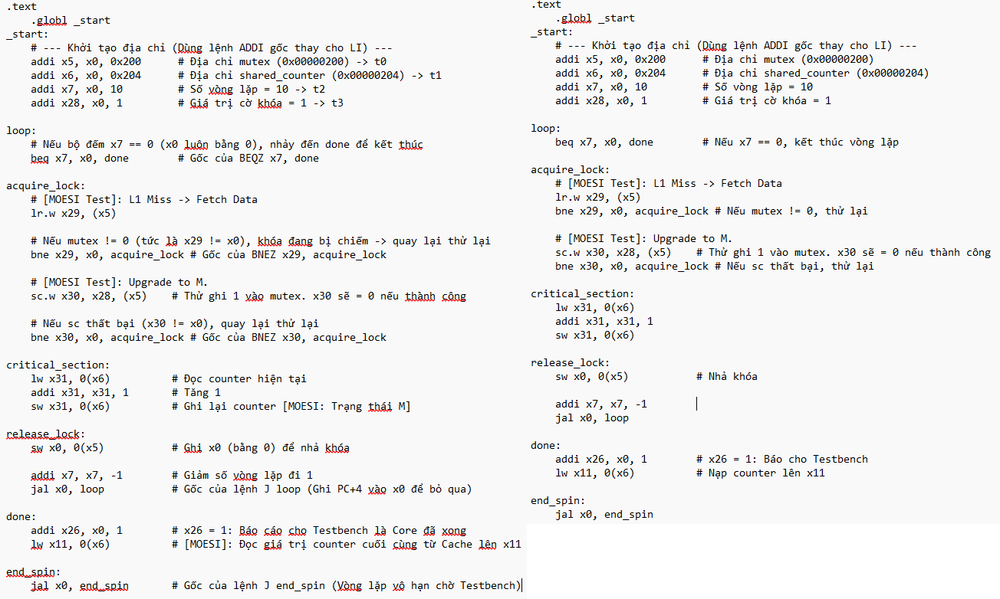 .text
    .globl _start
_start:
    # --- Khởi tạo địa chỉ (Dùng lệnh ADDI gốc thay cho LI) ---
    addi x5, x0, 0x200      # Địa chỉ mutex (0x00000200) -> t0
    addi x6, x0, 0x204      # Địa chỉ shared_counter (0x00000204) -> t1
    addi x7, x0, 10         # Số vòng lặp = 10 -> t2
    addi x28, x0, 1         # Giá trị cờ khóa = 1 -> t3

loop:
    # Nếu bộ đếm x7 == 0 (x0 luôn bằng 0), nhảy đến done để kết thúc
    beq x7, x0, done        # Gốc của BEQZ x7, done

acquire_lock:
    # [MOESI Test]: L1 Miss -> Fetch Data
    lr.w x29, (x5)

    # Nếu mutex != 0 (tức là x29 != x0), khóa đang bị chiếm -> quay lại thử lại
    bne x29, x0, acquire_lock # Gốc của BNEZ x29, acquire_lock

    # [MOESI Test]: Upgrade to M.
    sc.w x30, x28, (x5)    # Thử ghi 1 vào mutex. x30 sẽ = 0 nếu thành công

    # Nếu sc thất bại (x30 != x0), quay lại thử lại
    bne x30, x0, acquire_lock # Gốc của BNEZ x30, acquire_lock

critical_section:
    lw x31, 0(x6)          # Đọc counter hiện tại
    addi x31, x31, 1       # Tăng 1
    sw x31, 0(x6)          # Ghi lại counter [MOESI: Trạng thái M]

release_lock:
    sw x0, 0(x5)           # Ghi x0 (bằng 0) để nhả khóa

    addi x7, x7, -1        # Giảm số vòng lặp đi 1
    jal x0, loop           # Gốc của lệnh J loop (Ghi PC+4 vào x0 để bỏ qua)

done:
    addi x26, x0, 1        # x26 = 1: Báo cáo cho Testbench là Core đã xong
    lw x11, 0(x6)          # [MOESI]: Đọc giá trị counter cuối cùng từ Cache lên x11

end_spin:
    jal x0, end_spin       # Gốc của lệnh J end_spin (Vòng lặp vô hạn chờ Testbench)
.text
    .globl _start
_start:
    # --- Khởi tạo địa chỉ (Dùng lệnh ADDI gốc thay cho LI) ---
    addi x5, x0, 0x200      # Địa chỉ mutex (0x00000200)
    addi x6, x0, 0x204      # Địa chỉ shared_counter (0x00000204)
    addi x7, x0, 10         # Số vòng lặp = 10
    addi x28, x0, 1         # Giá trị cờ khóa = 1

loop:
    beq x7, x0, done        # Nếu x7 == 0, kết thúc vòng lặp

acquire_lock:
    # [MOESI Test]: L1 Miss -> Fetch Data
    lr.w x29, (x5)
    bne x29, x0, acquire_lock # Nếu mutex != 0, thử lại

    # [MOESI Test]: Upgrade to M.
    sc.w x30, x28, (x5)    # Thử ghi 1 vào mutex. x30 sẽ = 0 nếu thành công
    bne x30, x0, acquire_lock # Nếu sc thất bại, thử lại

critical_section:
    lw x31, 0(x6)
    addi x31, x31, 1
    sw x31, 0(x6)

release_lock:
    sw x0, 0(x5)           # Nhả khóa

    addi x7, x7, -1
    jal x0, loop

done:
    addi x26, x0, 1        # x26 = 1: Báo cho Testbench
    lw x11, 0(x6)          # Nạp counter lên x11

end_spin:
    jal x0, end_spin